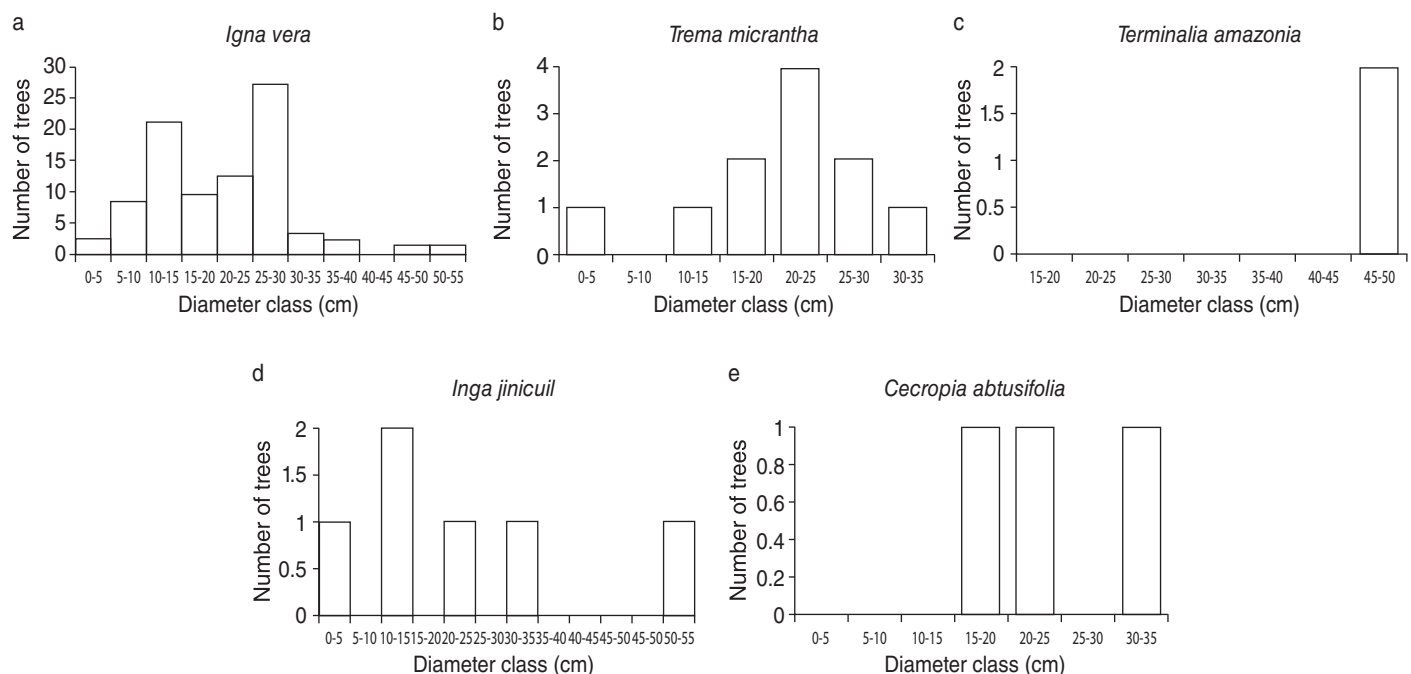 a
Igna vera
Number of trees
30
25
20
15
10
5
0
0-5 5-10 10-15 15-20 20-25 25-30 30-35 35-40 40-45 45-50 50-55
Diameter class (cm)
b
Trema micrantha
Number of trees
4
3
2
1
0
0-5 5-10 10-15 15-20 20-25 25-30 30-35
Diameter class (cm)
c
Terminalia amazonia
Number of trees
2
1.5
1
0.5
0
15-20 20-25 25-30 30-35 35-40 40-45 45-50
Diameter class (cm)
d
Inga jinicuil
Number of trees
2
1.5
1
0.5
0
0-5 5-10 10-15 15-20 20-25 25-30 30-35 35-40 40-45 45-50 45-50 50-55
Diameter class (cm)
e
Cecropia abtusifolia
Number of trees
1
0.8
0.6
0.4
0.2
0
0-5 5-10 10-15 15-20 20-25 25-30 30-35
Diameter class (cm)